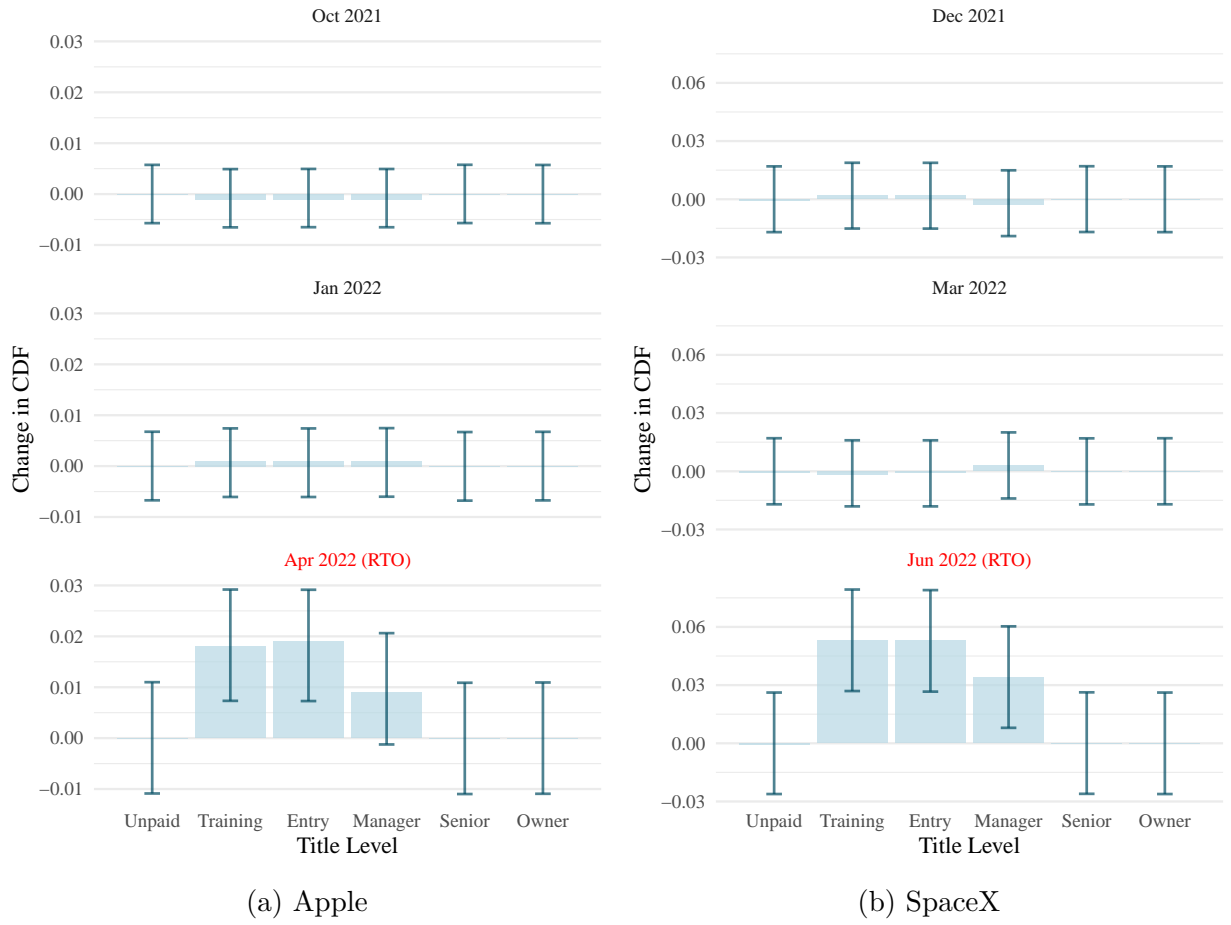 Oct 2021
0.03
0.02
0.01
0.00
–0.01
Jan 2022
0.03
0.02
0.01
0.00
–0.01
Apr 2022 (RTO)
0.03
0.02
0.01
0.00
–0.01
Change in CDF
Unpaid Training Entry Manager Senior Owner
Title Level
(a) Apple
Dec 2021
0.06
0.03
0.00
–0.03
Mar 2022
0.06
0.03
0.00
–0.03
Jun 2022 (RTO)
0.06
0.03
0.00
–0.03
Change in CDF
Unpaid Training Entry Manager Senior Owner
Title Level
(b) SpaceX